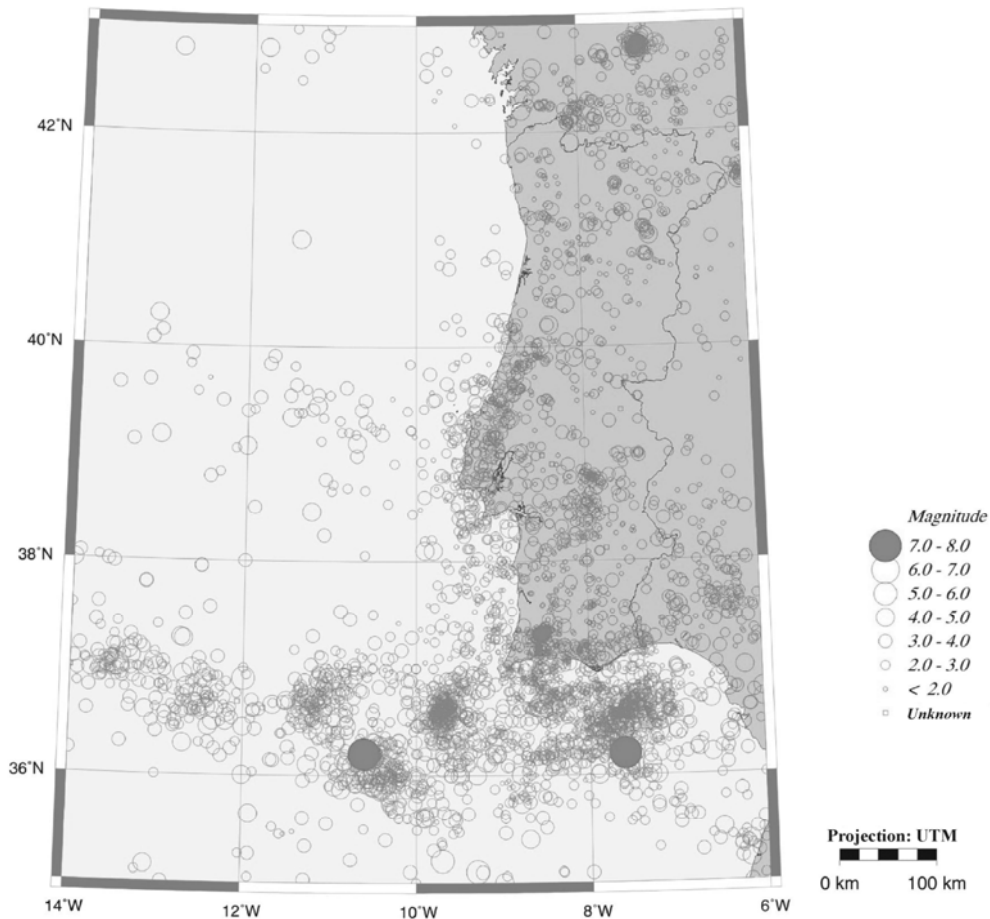 42°N
40°N
38°N
36°N
14°W
12°W
10°W
8°W
6°W
Magnitude
7.0 - 8.0
6.0 - 7.0
5.0 - 6.0
4.0 - 5.0
3.0 - 4.0
2.0 - 3.0
< 2.0
Unknown
Projection: UTM
0 km 100 km